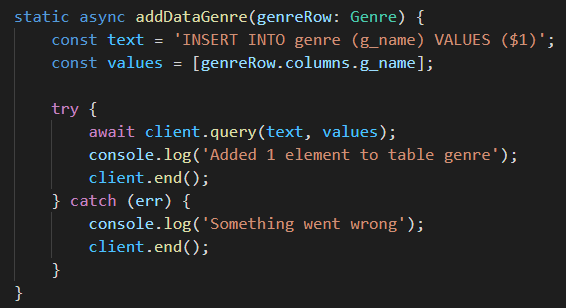 static async addDataGenre(genreRow: Genre) {
    const text = 'INSERT INTO genre (g_name) VALUES ($1)';
    const values = [genreRow.columns.g_name];

    try {
        await client.query(text, values);
        console.log('Added 1 element to table genre');
        client.end();
    } catch (err) {
        console.log('Something went wrong');
        client.end();
    }
}